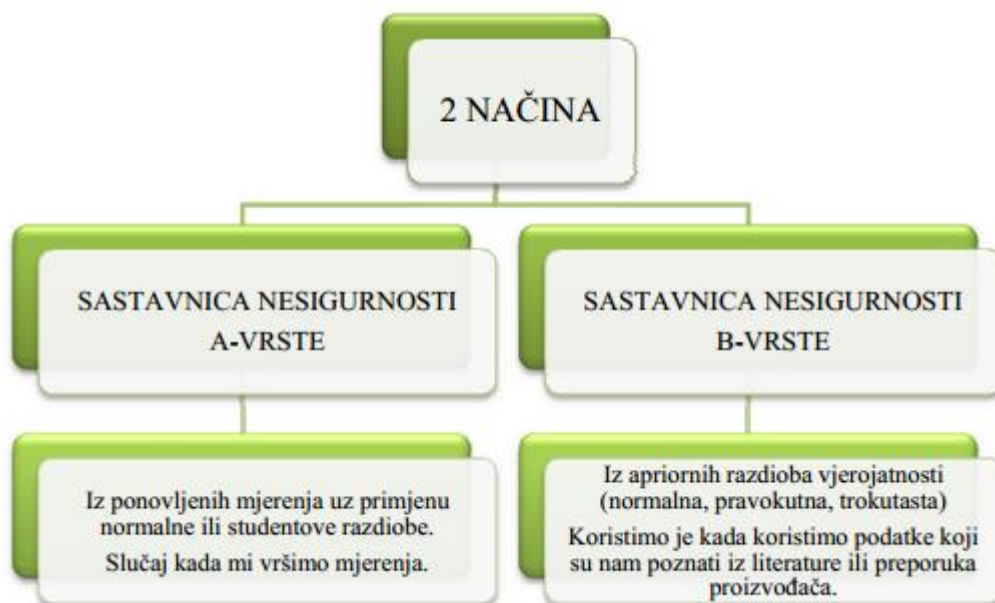 2 NAČINA
SASTAVNICA NESIGURNOSTI
A-VRSTE
SASTAVNICA NESIGURNOSTI
B-VRSTE
Iz ponovljenih mjerenja uz primjenu
normalne ili studentove razdiobe.
Slučaj kada mi vršimo mjerenja.
Iz apriornih razdioba vjerojatnosti
(normalna, pravokutna, trokutasta)
Koristimo je kada koristimo podatke koji
su nam poznati iz literature ili preporuka
proizvođača.